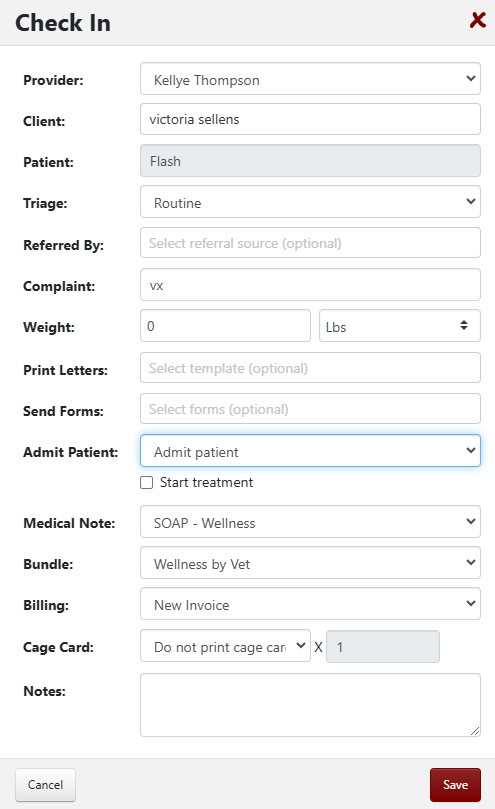 Check In
Provider: Kellye Thompson
Client: victoria sellens
Patient: Flash
Triage: Routine
Referred By: Select referral source (optional)
Complaint: vx
Weight: 0 Lbs
Print Letters: Select template (optional)
Send Forms: Select forms (optional)
Admit Patient: Admit patient
Start treatment
Medical Note: SOAP - Wellness
Bundle: Wellness by Vet
Billing: New Invoice
Cage Card: Do not print cage car X 1
Notes:
Cancel Save